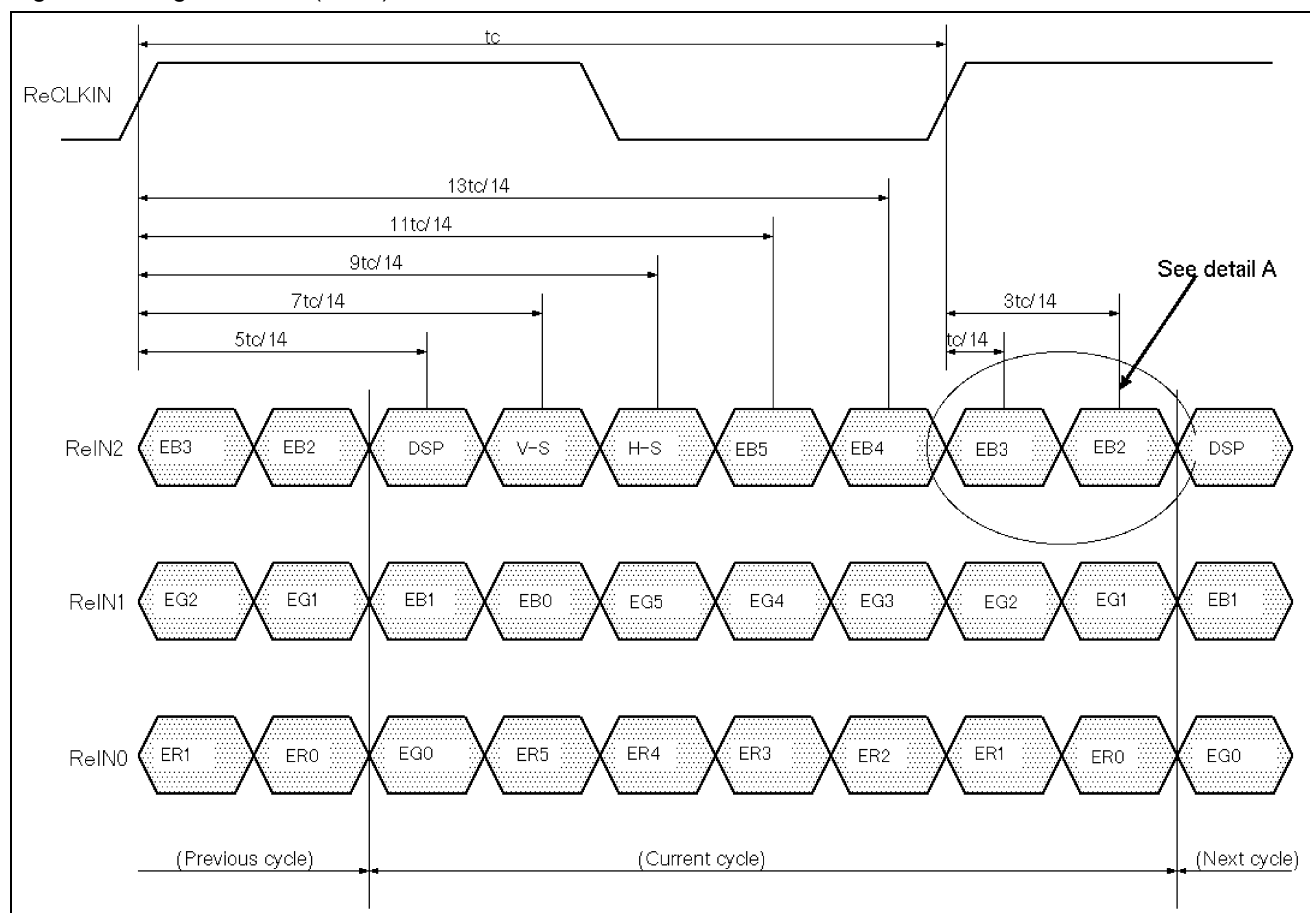 tc
ReCLKIN
13tc/14
11tc/14
9tc/14
See detail A
7tc/14
3tc/14
5tc/14
tc/14
ReIN2 EB3 EB2 DSP V-S H-S EB5 EB4 EB3 EB2 DSP
ReIN1 EG2 EG1 EB1 EB0 EG5 EG4 EG3 EG2 EG1 EB1
ReIN0 ER1 ER0 EG0 ER5 ER4 ER3 ER2 ER1 ER0 EG0
(Previous cycle) (Current cycle) (Next cycle)